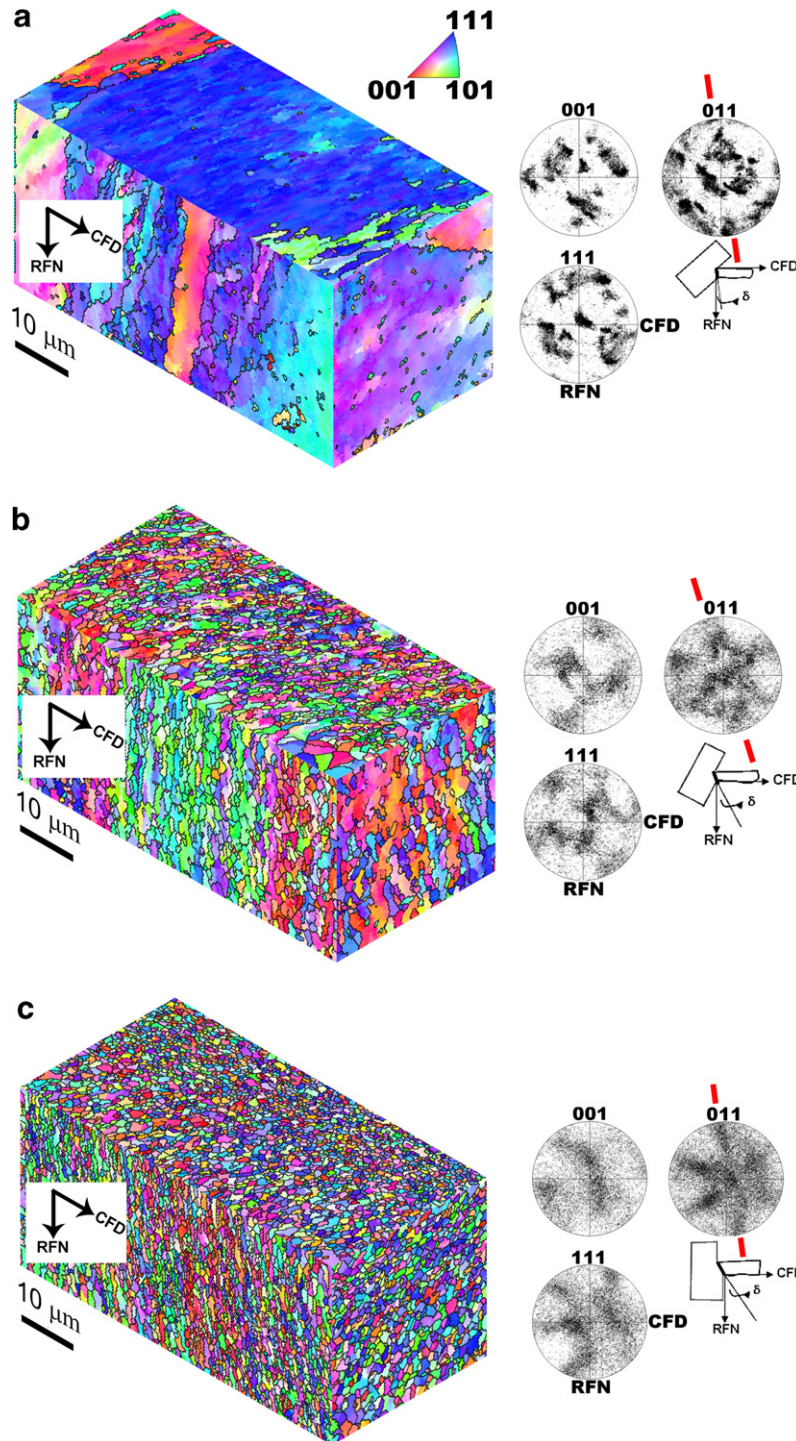 a
111
001 101
RFN CFD
10 μm
001 011
CFD
δ
RFN
111
CFD
RFN
b
RFN CFD
10 μm
001 011
CFD
δ
RFN
111
CFD
RFN
c
RFN CFD
10 μm
001 011
CFD
δ
RFN
111
CFD
RFN